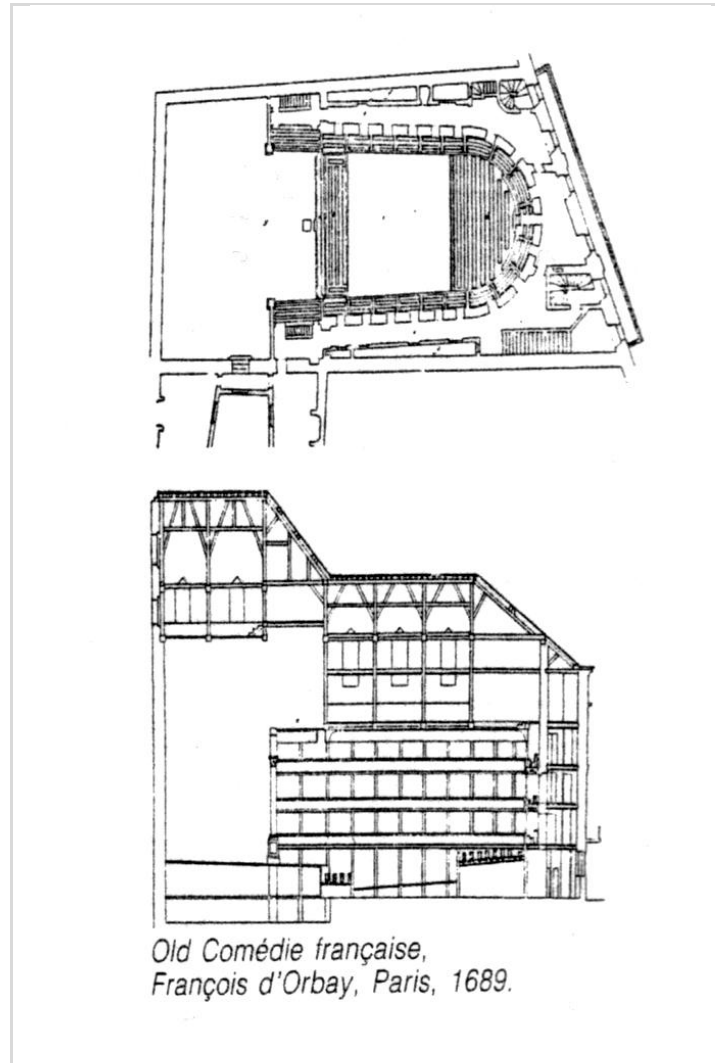 Old Comédie française,
François d'Orbay, Paris, 1689.